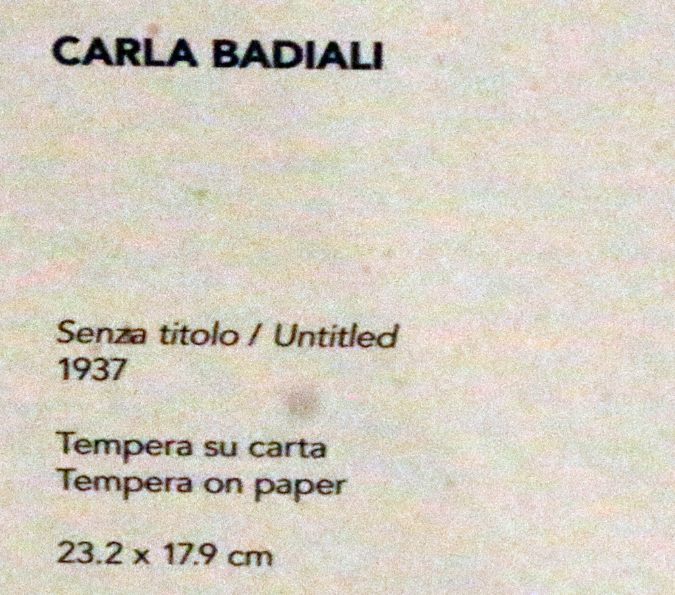 CARLA BADIALI
Senza titolo / Untitled
1937
Tempera su carta
Tempera on paper
23.2 x 17.9 cm